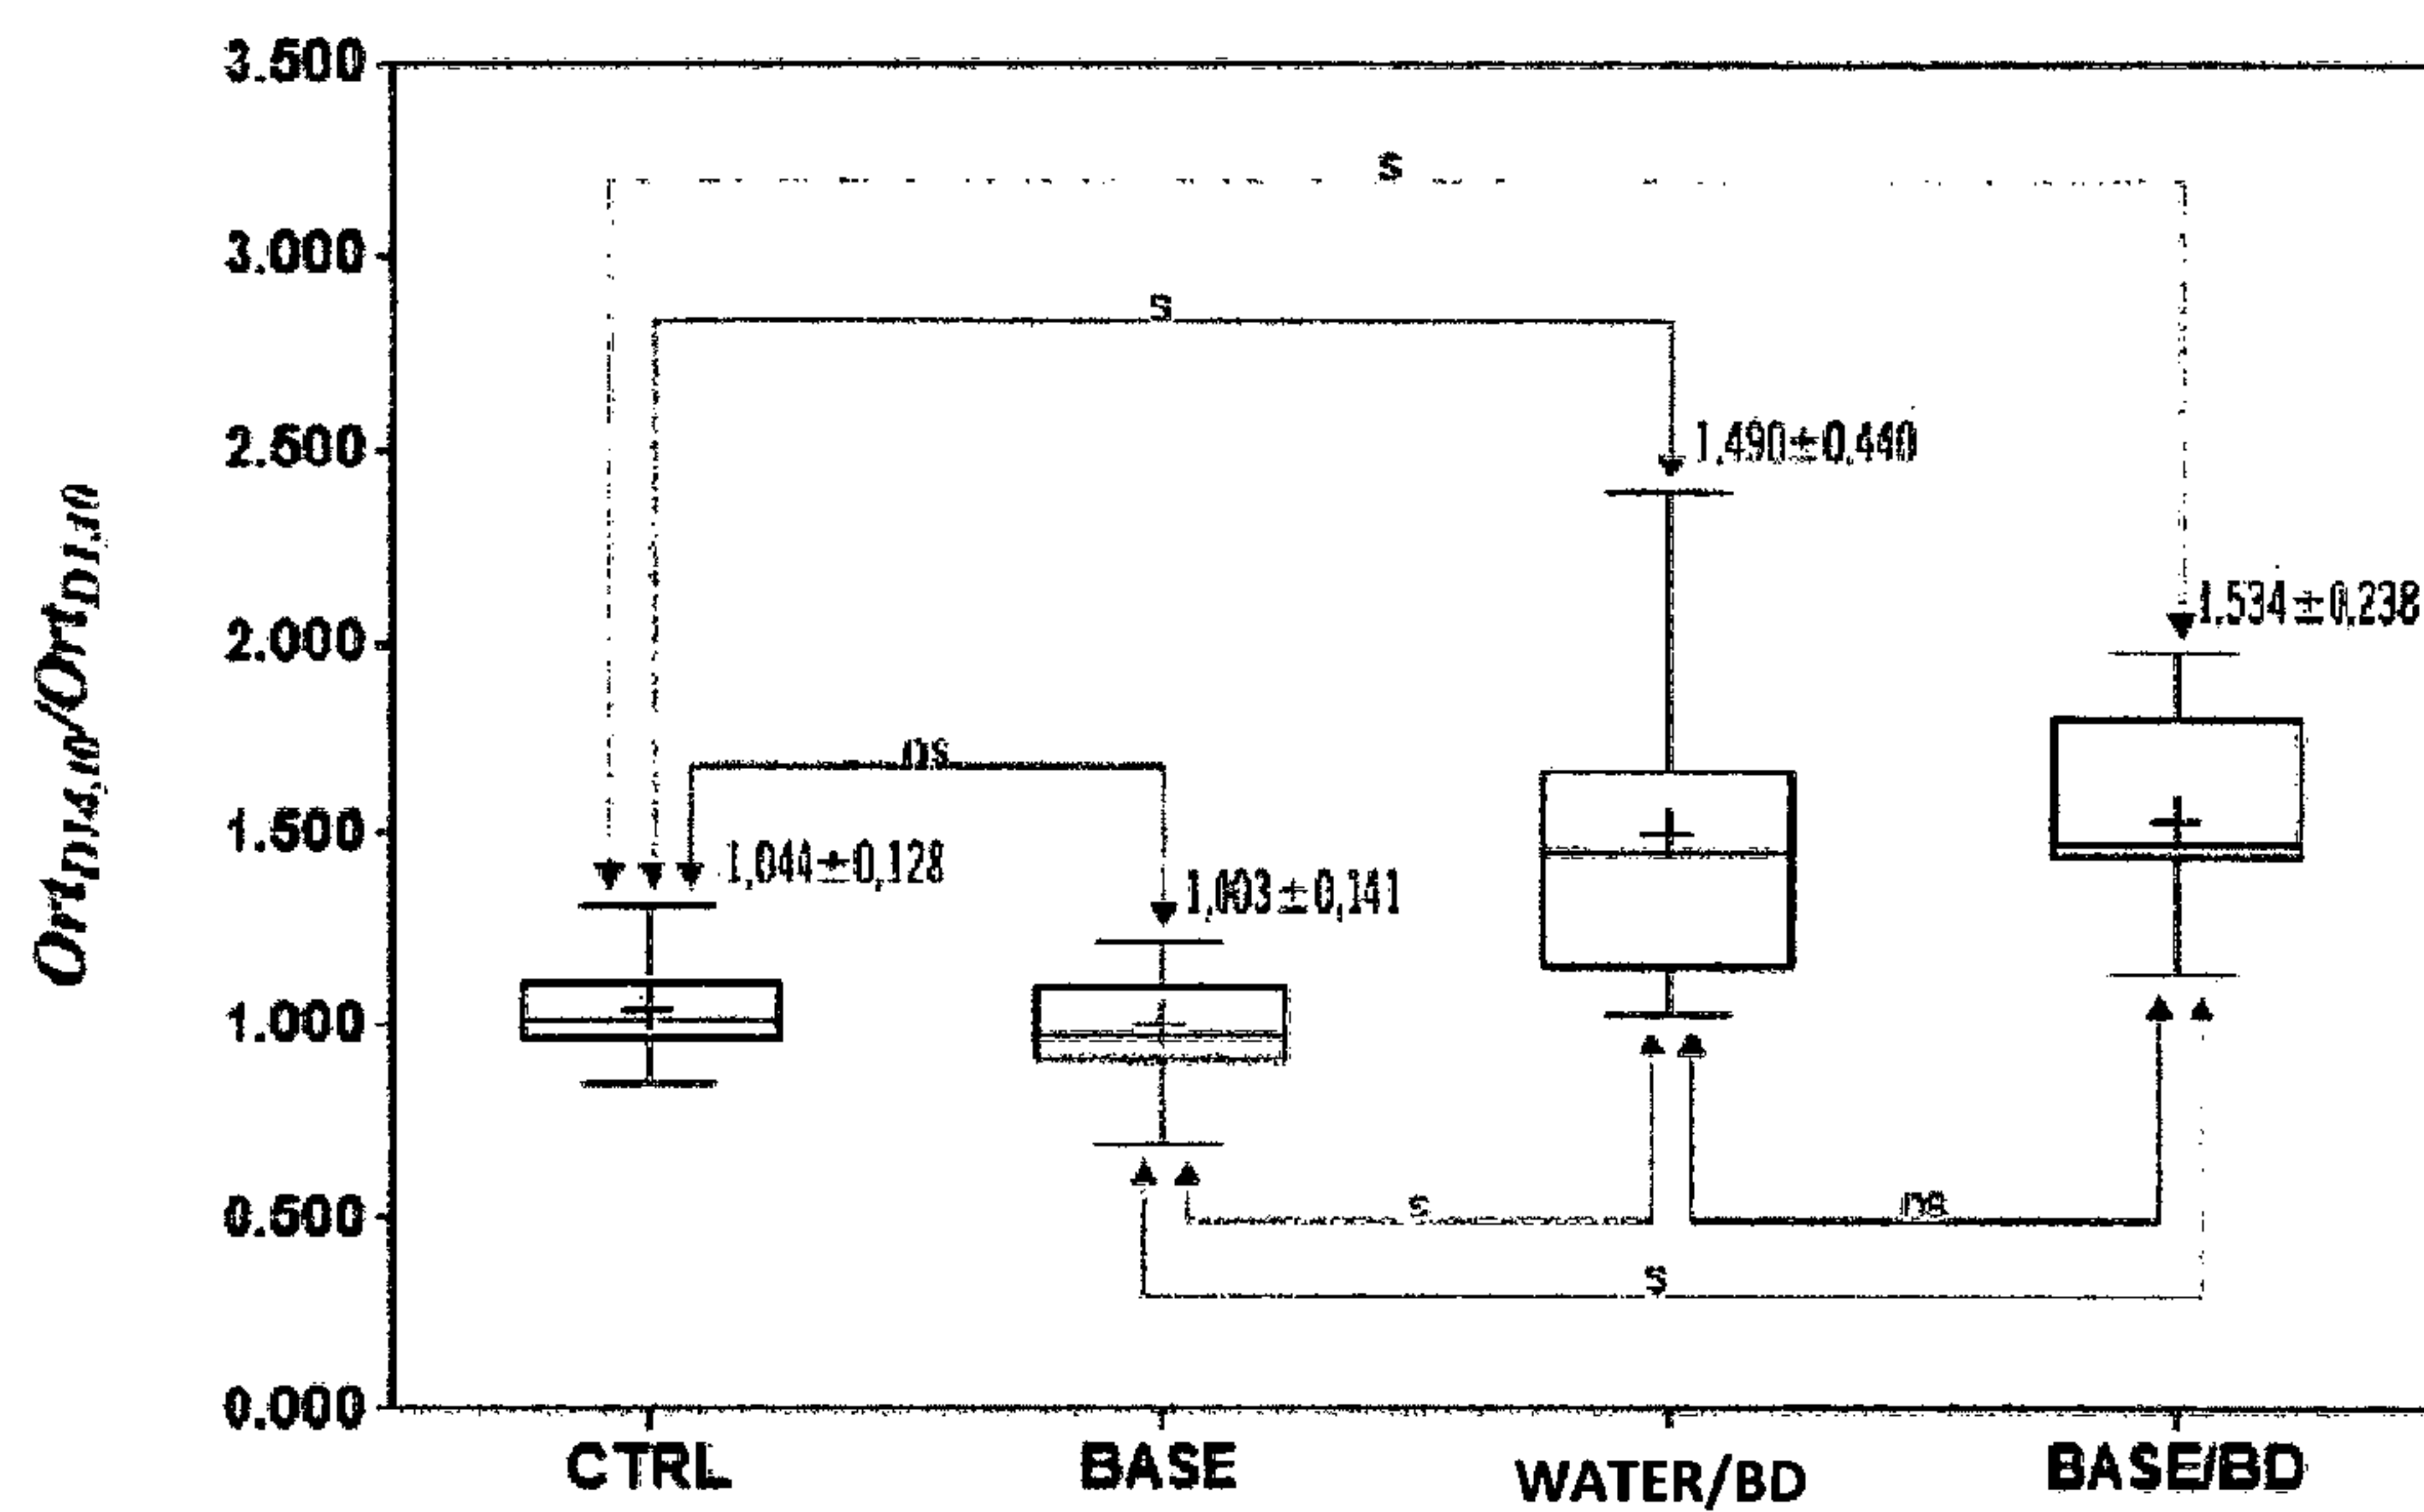 3.500
s
3.000
s
2.500
1,490±0,440
2.000
1,534±0,238
ns
1.500
1,044±0,128
1,003±0,141
1.000
0.500
s
ns
s
0.000
CTRL
BASE
WATER/BD
BASE/BD